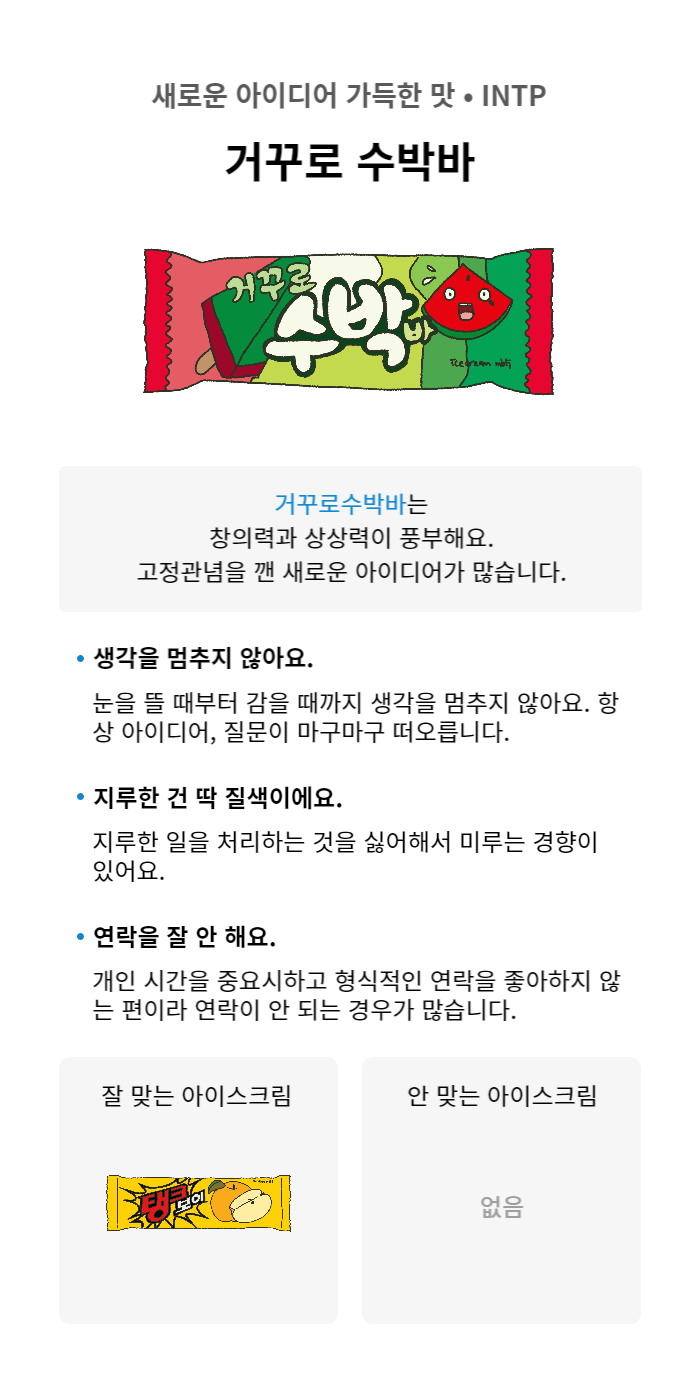 새로운 아이디어 가득한 맛 • INTP
거꾸로 수박바
거꾸로
수박
바
Icecream mbti
거꾸로수박바는
창의력과 상상력이 풍부해요.
고정관념을 깬 새로운 아이디어가 많습니다.
• 생각을 멈추지 않아요.
눈을 뜰 때부터 감을 때까지 생각을 멈추지 않아요. 항
상 아이디어, 질문이 마구마구 떠오릅니다.
• 지루한 건 딱 질색이에요.
지루한 일을 처리하는 것을 싫어해서 미루는 경향이
있어요.
• 연락을 잘 안 해요.
개인 시간을 중요시하고 형식적인 연락을 좋아하지 않
는 편이라 연락이 안 되는 경우가 많습니다.
잘 맞는 아이스크림
안 맞는 아이스크림
탱크
보이
없음